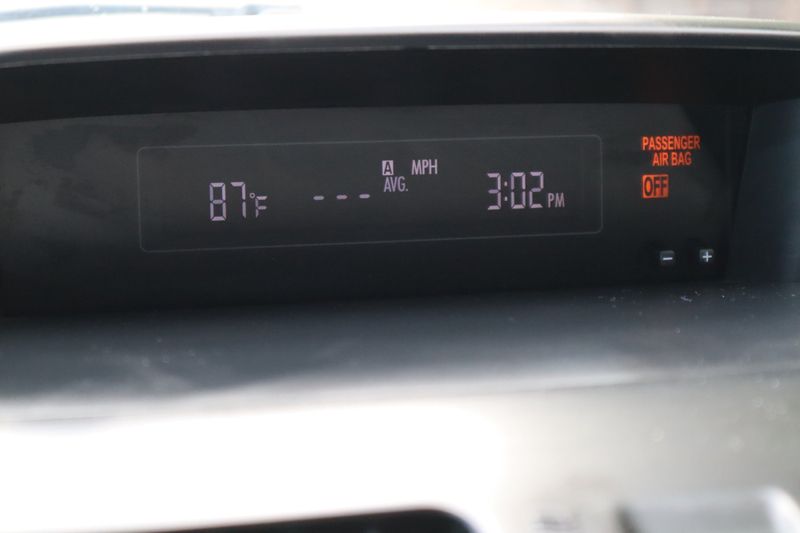 87°F --- A MPH
AVG.
3:02 PM
PASSENGER
AIR BAG
OFF
- +